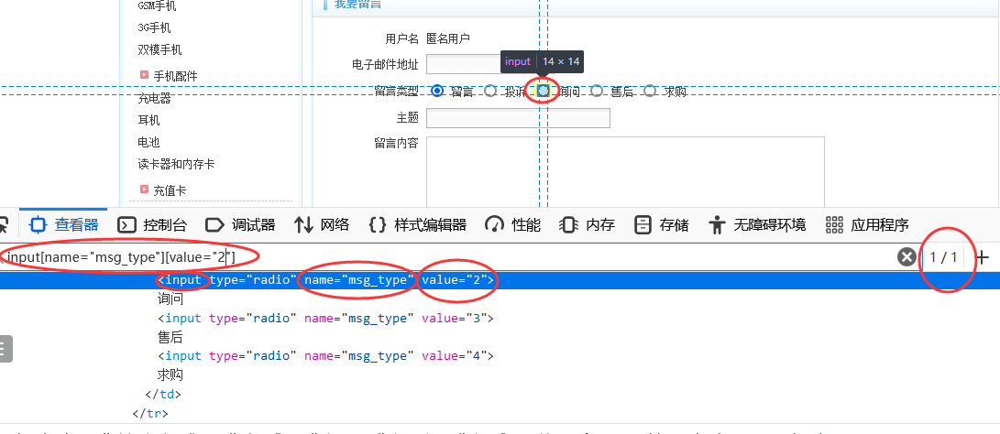 GSM手机
我要留言
3G手机
用户名 匿名用户
双模手机
电子邮件地址
input 14 × 14
手机配件
留言类型 留言 投诉 询问 售后 求购
充电器
耳机
主题
电池
留言内容
读卡器和内存卡
充值卡
查看器 控制台 调试器 网络 样式编辑器 性能 内存 存储 无障碍环境 应用程序
input[name="msg_type"][value="2"] 1 / 1
<input type="radio" name="msg_type" value="2">
询问
<input type="radio" name="msg_type" value="3">
售后
<input type="radio" name="msg_type" value="4">
求购
</td>
</tr>